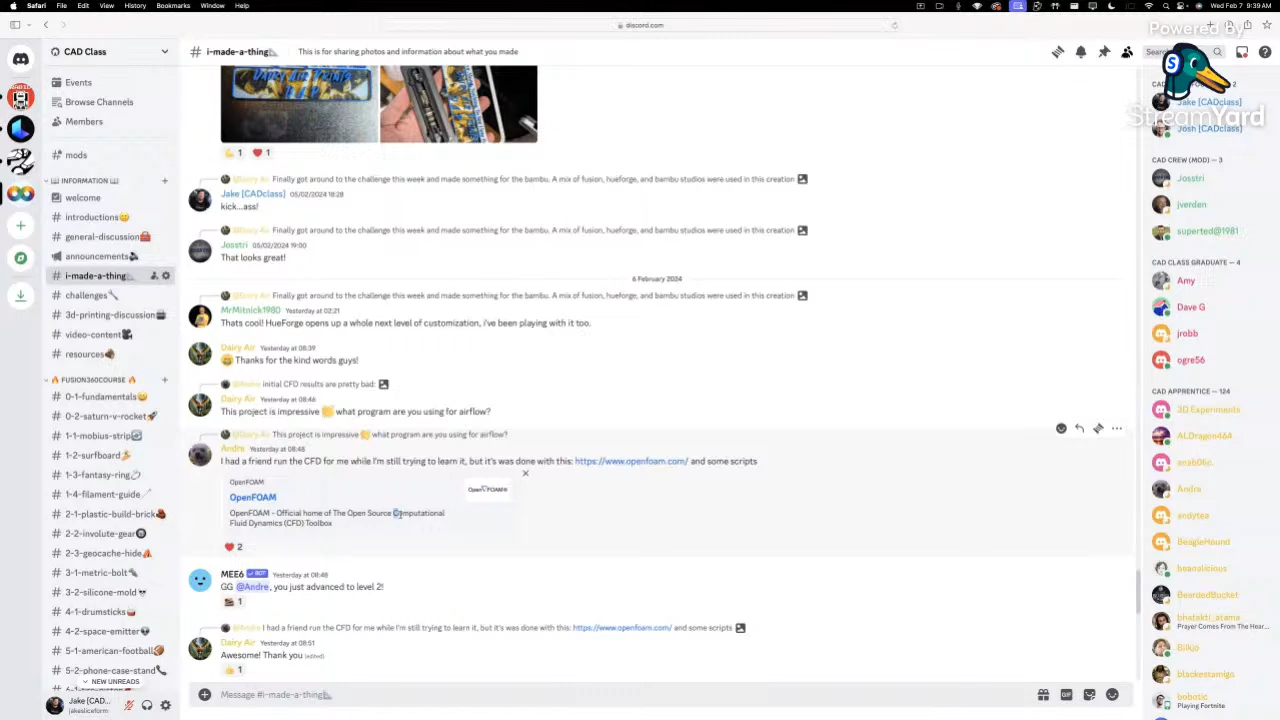 Safari File Edit View History Bookmarks Window Help
Wed Feb 7 9:39 AM
discord.com
Powered by
StreamYard
CAD Class
# i-made-a-thing
This is for sharing photos and information about what you made
Search
Events
Browse Channels
Members
mods
INFORMATION
welcome
introductions
general-discussion
announcements
i-made-a-thing
challenges
3d-printing-discussion
video-content
resources
FUSION360COURSE
0-1-fundamentals
0-2-saturn-v-rocket
1-1-mobius-strip
1-2-surfboard
1-3-fantasy-ring
1-4-filament-guide
2-1-plastic-build-brick
2-2-involute-gear
2-3-geocache-hide
3-1-metric-bolt
3-2-silicone-mold
4-1-drumsticks
4-2-space-emitter
5-1-american-football
5-2-phone-case-stand
NEW UNREADS
Jake [CAD...
jakesliceform
DAIRY AIR PRINTS
1 1
@Dairy Air Finally got around to the challenge this week and made something for the bambu. A mix of fusion, hueforge, and bambu studios were used in this creation
Jake [CADclass] 05/02/2024 18:28
kick...ass!
@Dairy Air Finally got around to the challenge this week and made something for the bambu. A mix of fusion, hueforge, and bambu studios were used in this creation
Josstri 05/02/2024 19:00
That looks great!
6 February 2024
@Dairy Air Finally got around to the challenge this week and made something for the bambu. A mix of fusion, hueforge, and bambu studios were used in this creation
MrMitnick1980 Yesterday at 02:21
Thats cool! HueForge opens up a whole next level of customization, i've been playing with it too.
Dairy Air Yesterday at 08:39
Thanks for the kind words guys!
@Andre initial CFD results are pretty bad:
Dairy Air Yesterday at 08:46
This project is impressive what program are you using for airflow?
@Dairy Air This project is impressive what program are you using for airflow?
Andre Yesterday at 08:48
I had a friend run the CFD for me while I'm still trying to learn it, but it's was done with this: https://www.openfoam.com/ and some scripts
OpenFOAM
OpenFOAM
OpenFOAM - Official home of The Open Source Computational
Fluid Dynamics (CFD) Toolbox
Open∇FOAM®
2
MEE6 BOT Yesterday at 08:48
GG @Andre, you just advanced to level 2!
1
@Andre I had a friend run the CFD for me while I'm still trying to learn it, but it's was done with this: https://www.openfoam.com/ and some scripts
Dairy Air Yesterday at 08:51
Awesome! Thank you (edited)
1
Message #i-made-a-thing
GIF
Jake [CADclass]
Josh [CADclass]
CAD CREW (MOD) — 3
Josstri
jverden
superted@1981
CAD CLASS GRADUATE — 4
Amy
Dave G
jrobb
ogre56
CAD APPRENTICE — 124
3D Experiments
ALDragon464
anab0lic.
Andre
andytea
BeagleHound
beanalicious
BeardedBucket
bhatakti_atama
Prayer Comes From The Hear...
Bilkjo
blackestamigo
bobotic
Playing Fortnite